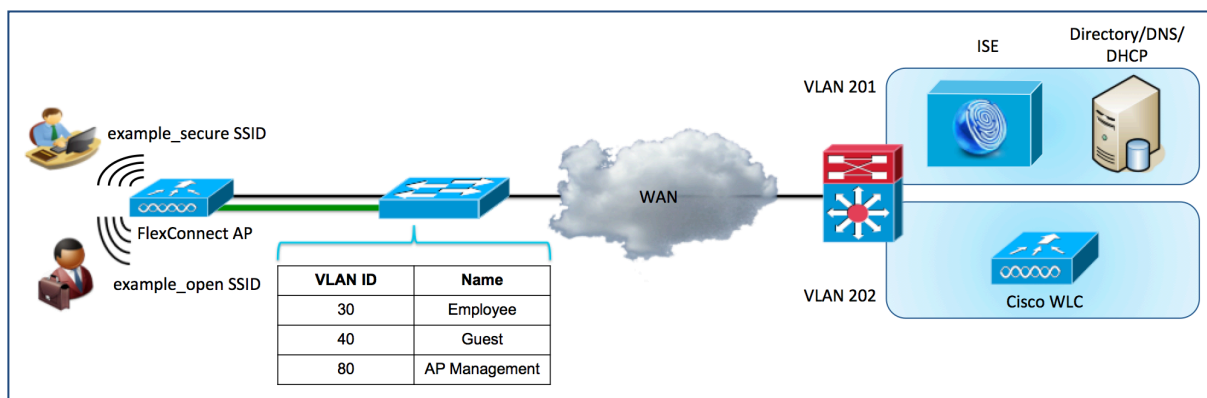 ISE
Directory/DNS/
DHCP
VLAN 201
example_secure SSID
WAN
FlexConnect AP
example_open SSID
VLAN ID Name
30 Employee
40 Guest
80 AP Management
VLAN 202
Cisco WLC